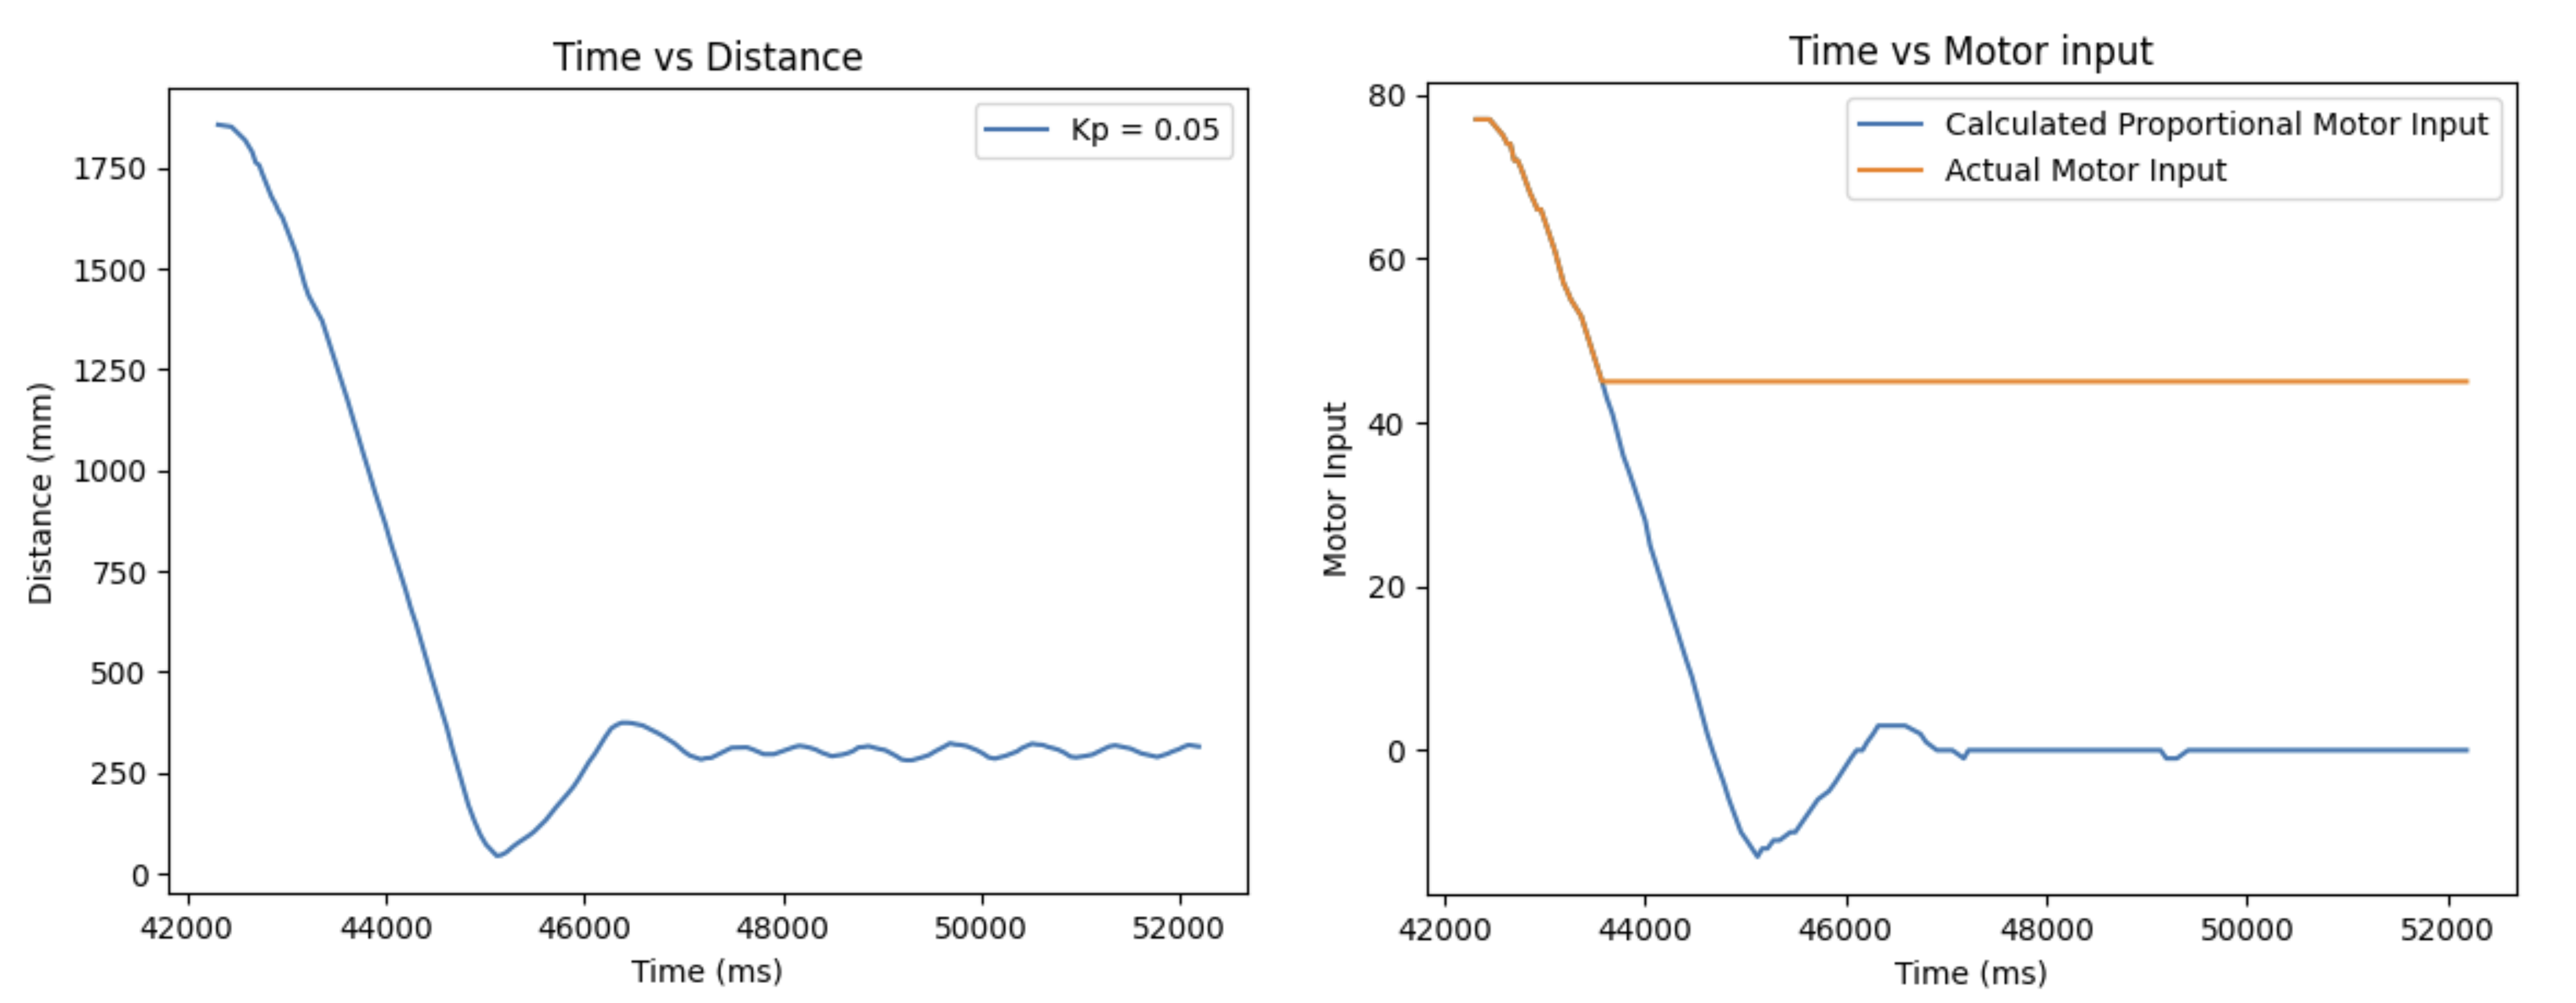 Time vs Distance
Kp = 0.05
1750
1500
1250
1000
750
500
250
0
Distance (mm)
42000 44000 46000 48000 50000 52000
Time (ms)
Time vs Motor input
Calculated Proportional Motor Input
Actual Motor Input
80
60
40
20
0
Motor Input
42000 44000 46000 48000 50000 52000
Time (ms)